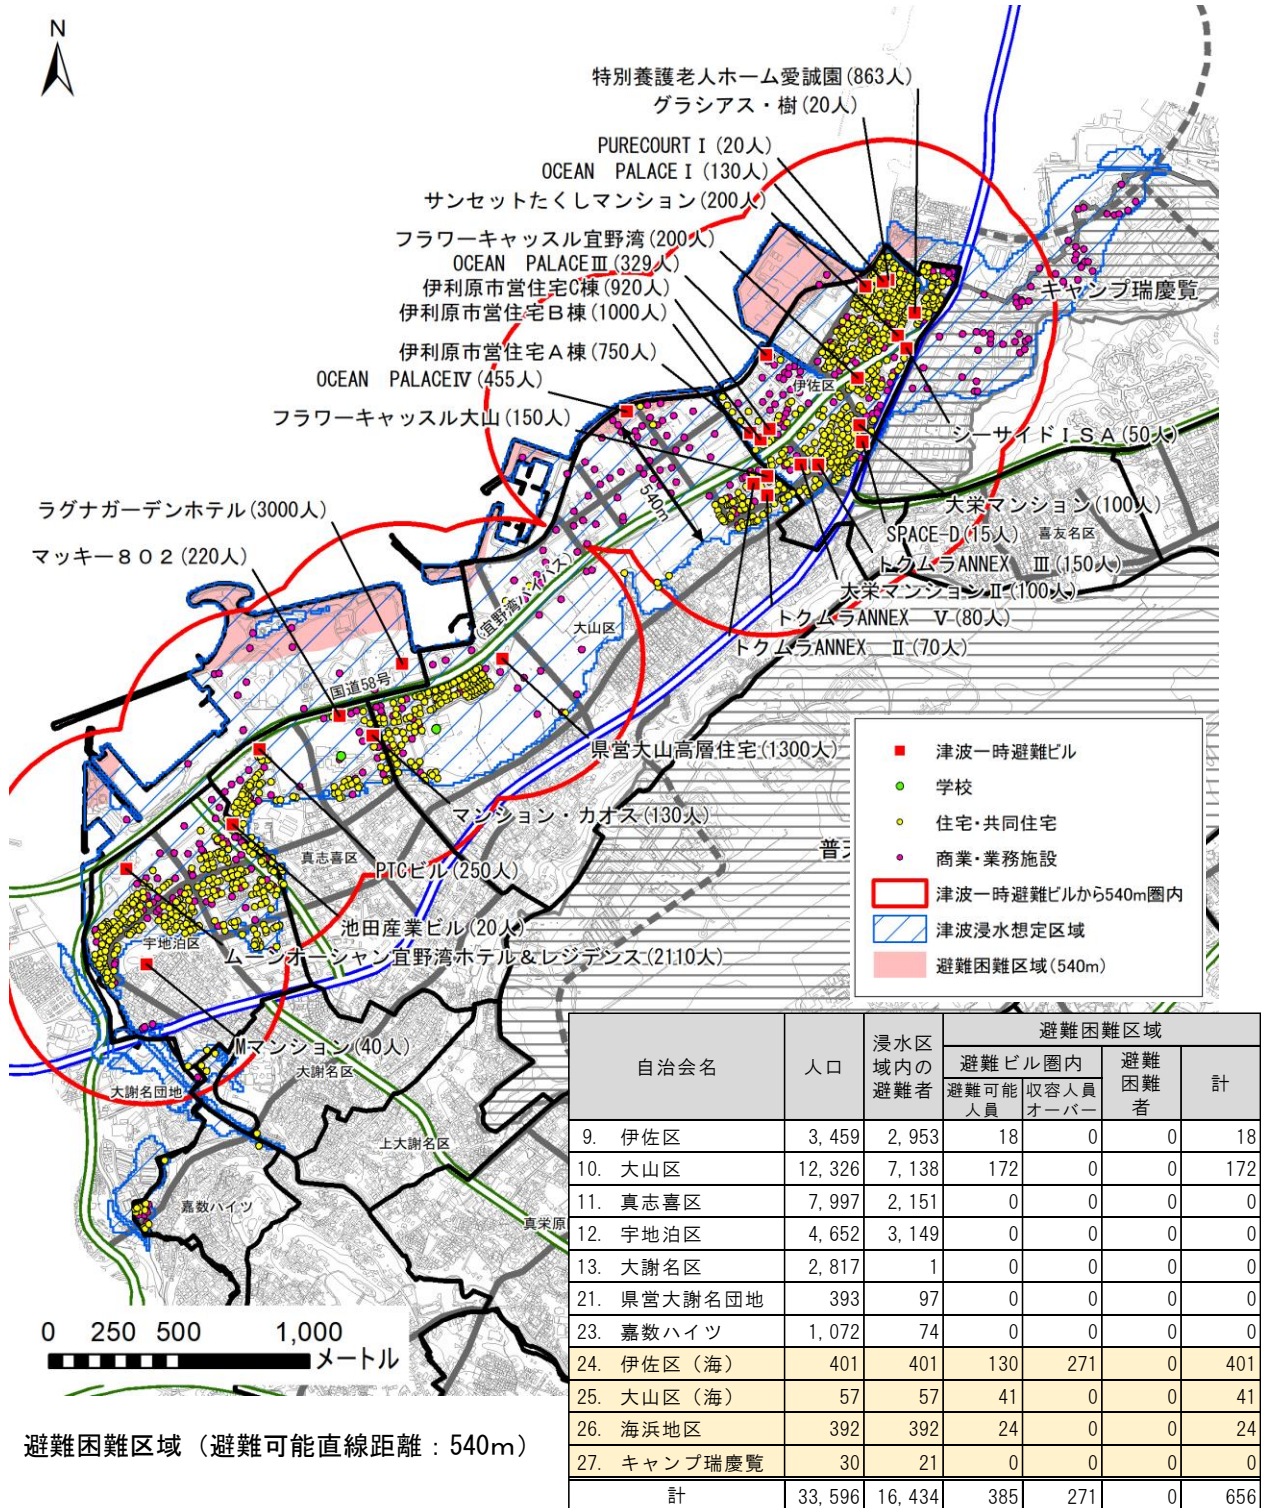 N
特別養護老人ホーム愛誠園(863人)
グラシアス・樹(20人)
PURECOURTⅠ(20人)
OCEAN PALACEⅠ(130人)
サンセットたくしマンション(200人)
フラワーキャッスル宜野湾(200人)
OCEAN PALACEⅢ(329人)
伊利原市営住宅C棟(920人)
伊利原市営住宅B棟(1000人)
伊利原市営住宅A棟(750人)
OCEAN PALACEⅣ(455人)
フラワーキャッスル大山(150人)
キャンプ瑞慶覧
伊佐区
シーサイドISA(50人)
540m
大栄マンション(100人)
SPACE-D(15人)
喜友名区
トクムラANNEX Ⅲ(150人)
大栄マンションⅡ(100人)
トクムラANNEX Ⅴ(80人)
トクムラANNEX Ⅱ(70人)
ラグナガーデンホテル(3000人)
マッキー802(220人)
(宜野湾バイパス)
大山区
国道58号
県営大山高層住宅(1300人)
マンション・カオス(130人)
真志喜区
PTCビル(250人)
池田産業ビル(20人)
宇地泊区
ムーンオーシャン宜野湾ホテル&レジデンス(2110人)
Mマンション(40人)
大謝名区
大謝名団地
上大謝名区
嘉数ハイツ
真栄原
普天
津波一時避難ビル
学校
住宅・共同住宅
商業・業務施設
津波一時避難ビルから540m圏内
津波浸水想定区域
避難困難区域(540m)
0 250 500 1,000
メートル
避難困難区域（避難可能直線距離：540m）
自治会名 人口 浸水区域内の避難者 避難困難区域
避難ビル圏内 避難困難者 計
避難可能人員 収容人員オーバー
9. 伊佐区 3,459 2,953 18 0 0 18
10. 大山区 12,326 7,138 172 0 0 172
11. 真志喜区 7,997 2,151 0 0 0 0
12. 宇地泊区 4,652 3,149 0 0 0 0
13. 大謝名区 2,817 1 0 0 0 0
21. 県営大謝名団地 393 97 0 0 0 0
23. 嘉数ハイツ 1,072 74 0 0 0 0
24. 伊佐区（海） 401 401 130 271 0 401
25. 大山区（海） 57 57 41 0 0 41
26. 海浜地区 392 392 24 0 0 24
27. キャンプ瑞慶覧 30 21 0 0 0 0
計 33,596 16,434 385 271 0 656